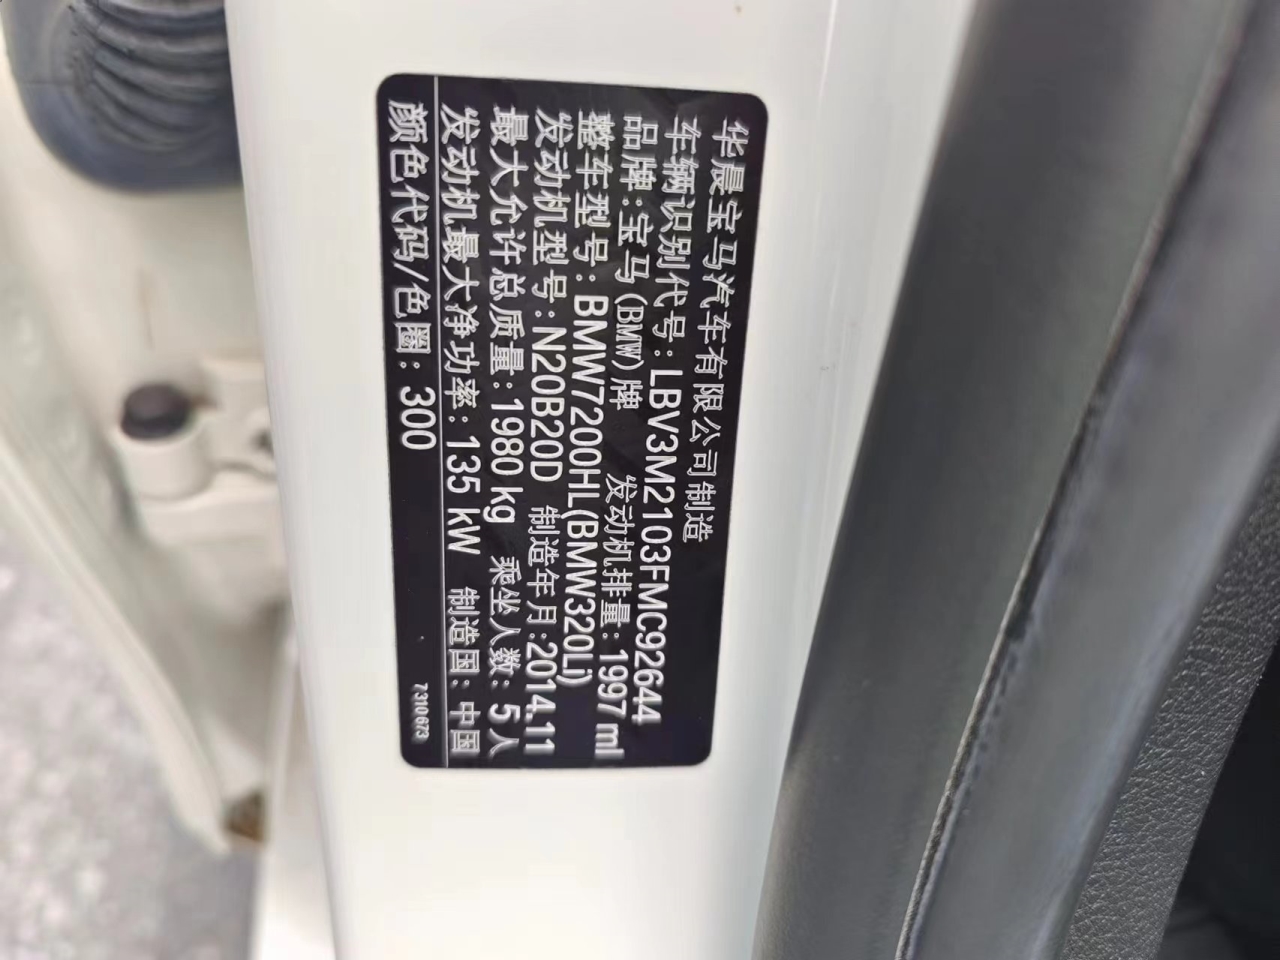 华晨宝马汽车有限公司制造
车辆识别代号:LBV3M2103FMC92644
品牌:宝马(BMW)牌 发动机排量:1997 ml
整车型号:BMW7200HL(BMW320Li)
发动机型号:N20B20D 制造年月:2014.11
最大允许总质量:1980 kg 乘坐人数:5人
发动机最大净功率:135 kW 制造国:中国
颜色代码/色圈:300 7310673